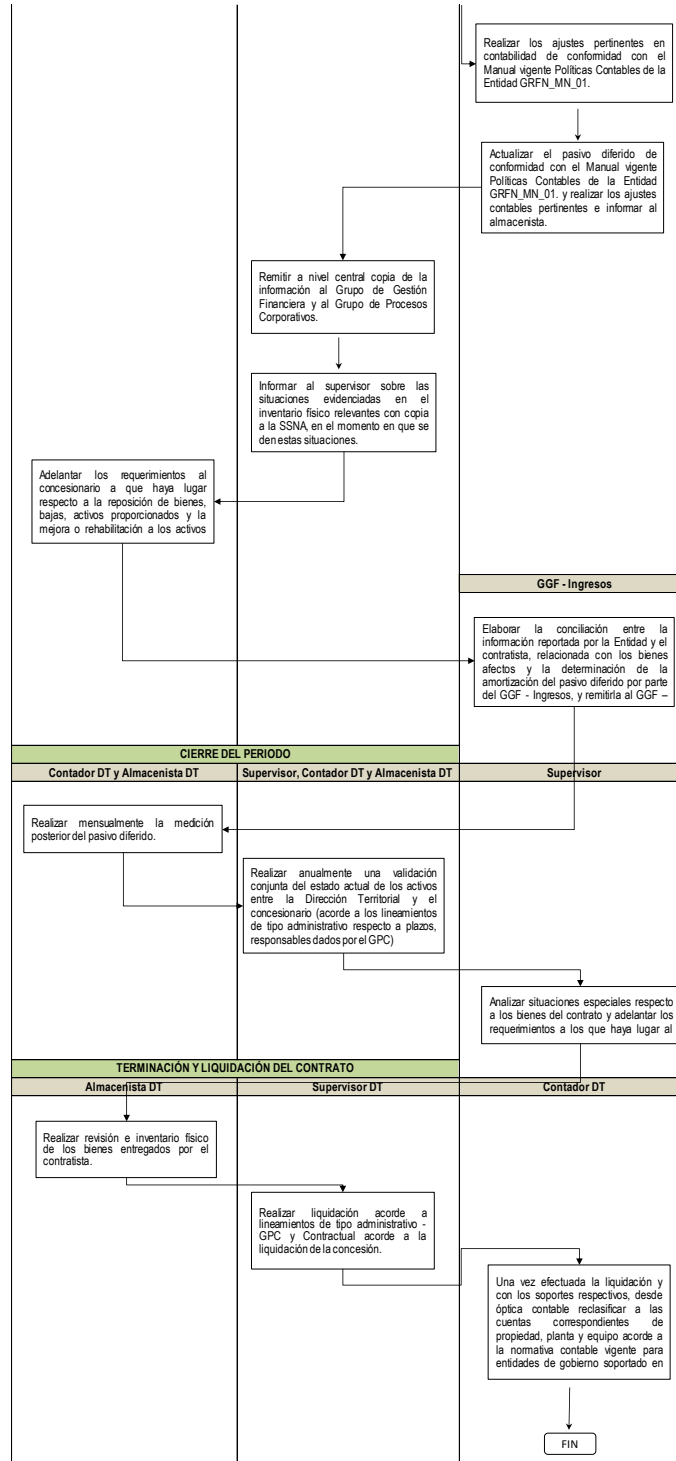 Realizar los ajustes pertinentes en
contabilidad de conformidad con el
Manual vigente Políticas Contables de la
Entidad GRFN_MN_01.
Actualizar el pasivo diferido de
conformidad con el Manual vigente
Políticas Contables de la Entidad
GRFN_MN_01. y realizar los ajustes
contables pertinentes e informar al
almacenista.
Remitir a nivel central copia de la
información al Grupo de Gestión
Financiera y al Grupo de Procesos
Corporativos.
Informar al supervisor sobre las
situaciones evidenciadas en el
inventario físico relevantes con copia
a la SSNA, en el momento en que se
den estas situaciones.
Adelantar los requerimientos al
concesionario a que haya lugar
respecto a la reposición de bienes,
bajas, activos proporcionados y la
mejora o rehabilitación a los activos
GGF - Ingresos
Elaborar la conciliación entre la
información reportada por la Entidad y el
contratista, relacionada con los bienes
afectos y la determinación de la
amortización del pasivo diferido por parte
del GGF - Ingresos, y remitirla al GGF –
CIERRE DEL PERIODO
Contador DT y Almacenista DT
Supervisor, Contador DT y Almacenista DT
Supervisor
Realizar mensualmente la medición
posterior del pasivo diferido.
Realizar anualmente una validación
conjunta del estado actual de los activos
entre la Dirección Territorial y el
concesionario (acorde a los lineamientos
de tipo administrativo respecto a plazos,
responsables dados por el GPC)
Analizar situaciones especiales respecto
a los bienes del contrato y adelantar los
requerimientos a los que haya lugar al
TERMINACIÓN Y LIQUIDACIÓN DEL CONTRATO
Almacenista DT
Supervisor DT
Contador DT
Realizar revisión e inventario físico
de los bienes entregados por el
contratista.
Realizar liquidación acorde a
lineamientos de tipo administrativo -
GPC y Contractual acorde a la
liquidación de la concesión.
Una vez efectuada la liquidación y
con los soportes respectivos, desde
óptica contable reclasificar a las
cuentas correspondientes de
propiedad, planta y equipo acorde a
la normativa contable vigente para
entidades de gobierno soportado en
FIN